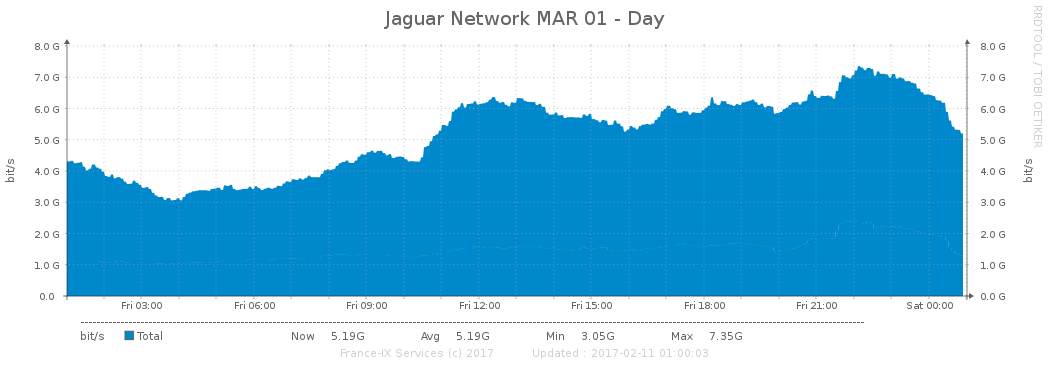 Jaguar Network MAR 01 - Day
RRDTOOL / TOBI OETIKER
bit/s
8.0 G
7.0 G
6.0 G
5.0 G
4.0 G
3.0 G
2.0 G
1.0 G
0.0
8.0 G
7.0 G
6.0 G
5.0 G
4.0 G
3.0 G
2.0 G
1.0 G
0.0 G
bit/s
Fri 03:00 Fri 06:00 Fri 09:00 Fri 12:00 Fri 15:00 Fri 18:00 Fri 21:00 Sat 00:00
bit/s Total Now 5.19G Avg 5.19G Min 3.05G Max 7.35G
France-IX Services (c) 2017 Updated : 2017-02-11 01:00:03